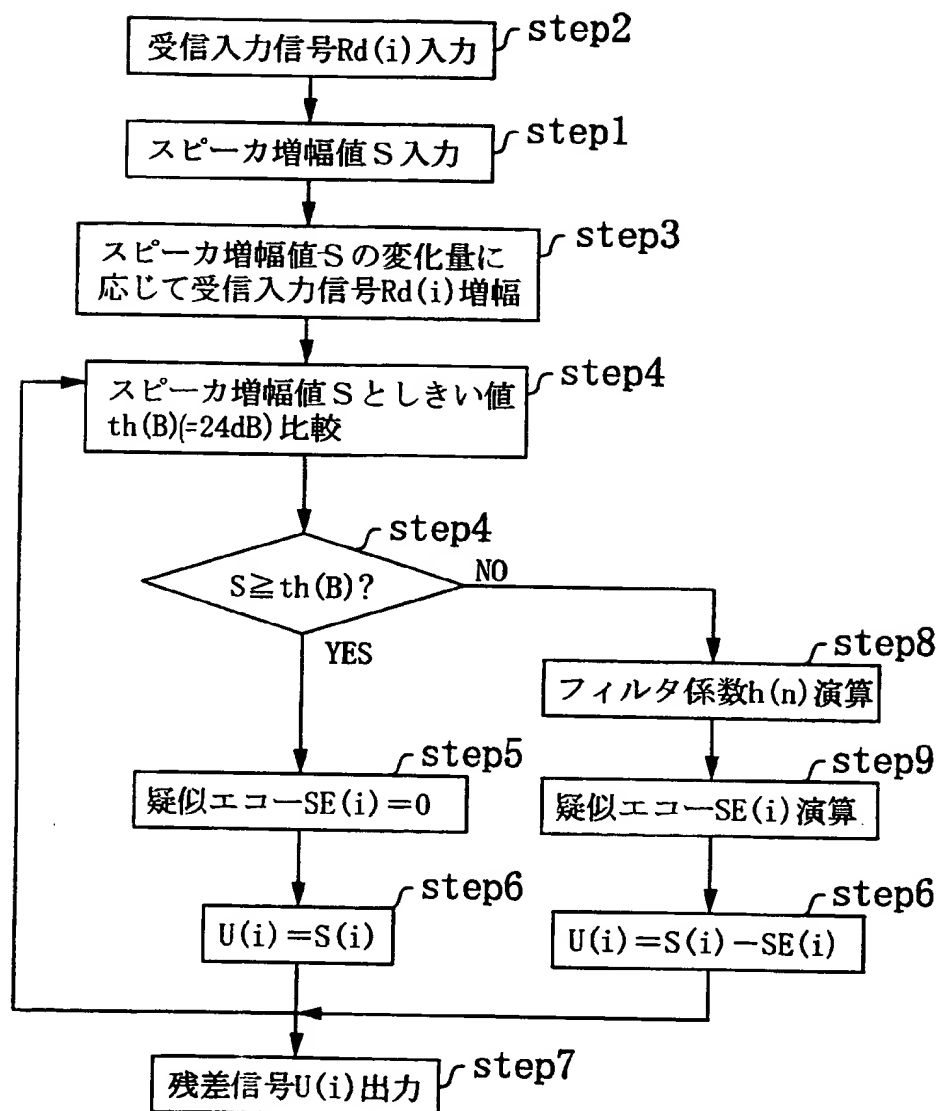 受信入力信号Rd(i)入力
step2
スピーカ増幅値S入力
step1
スピーカ増幅値Sの変化量に
応じて受信入力信号Rd(i)増幅
step3
スピーカ増幅値Sとしきい値
th(B)(=24dB)比較
step4
S≧th(B)?
step4
NO
YES
フィルタ係数h(n)演算
step8
疑似エコーSE(i)=0
step5
疑似エコーSE(i)演算
step9
U(i)=S(i)
step6
U(i)=S(i)−SE(i)
step6
残差信号U(i)出力
step7